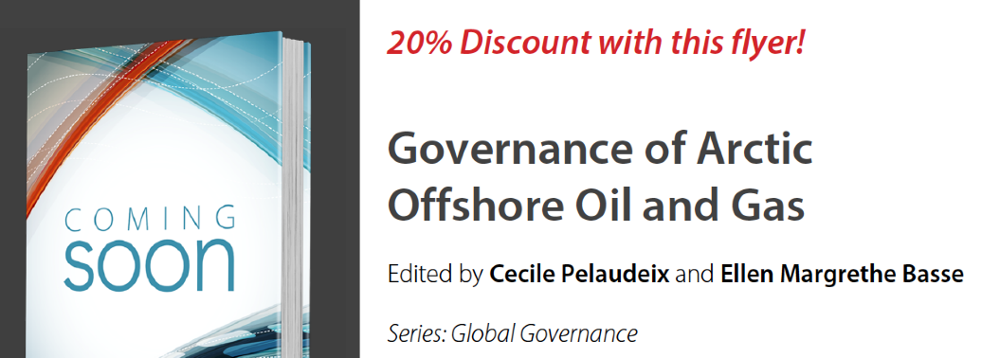 COMING
soon
20% Discount with this flyer!
Governance of Arctic
Offshore Oil and Gas
Edited by Cecile Pelaudeix and Ellen Margrethe Basse
Series: Global Governance